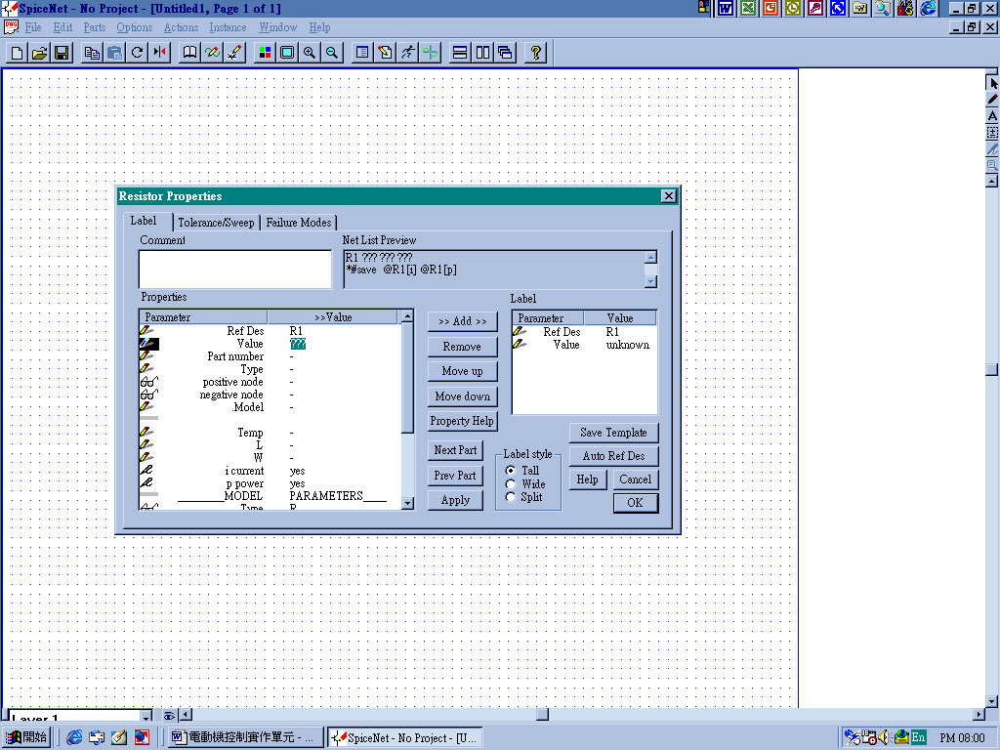 SpiceNet - No Project - [Untitled1, Page 1 of 1]
File Edit Parts Options Actions Instance Window Help
Resistor Properties
Label Tolerance/Sweep Failure Modes
Comment
Net List Preview
R1 ??? ??? ???
*#save @R1[i] @R1[p]
Properties
Parameter >>Value
Ref Des R1
Value ???
Part number -
Type -
positive node -
negative node -
.Model -
Temp -
L -
W -
i current yes
p power yes
________MODEL PARAMETERS____
Type R
>> Add >>
Remove
Move up
Move down
Property Help
Next Part
Prev Part
Apply
Label
Parameter Value
Ref Des R1
Value unknown
Label style
Tall
Wide
Split
Save Template
Auto Ref Des
Help Cancel
OK
Layer 1
開始
電動機控制實作單元 - ...
SpiceNet - No Project - [U...
En
PM 08:00